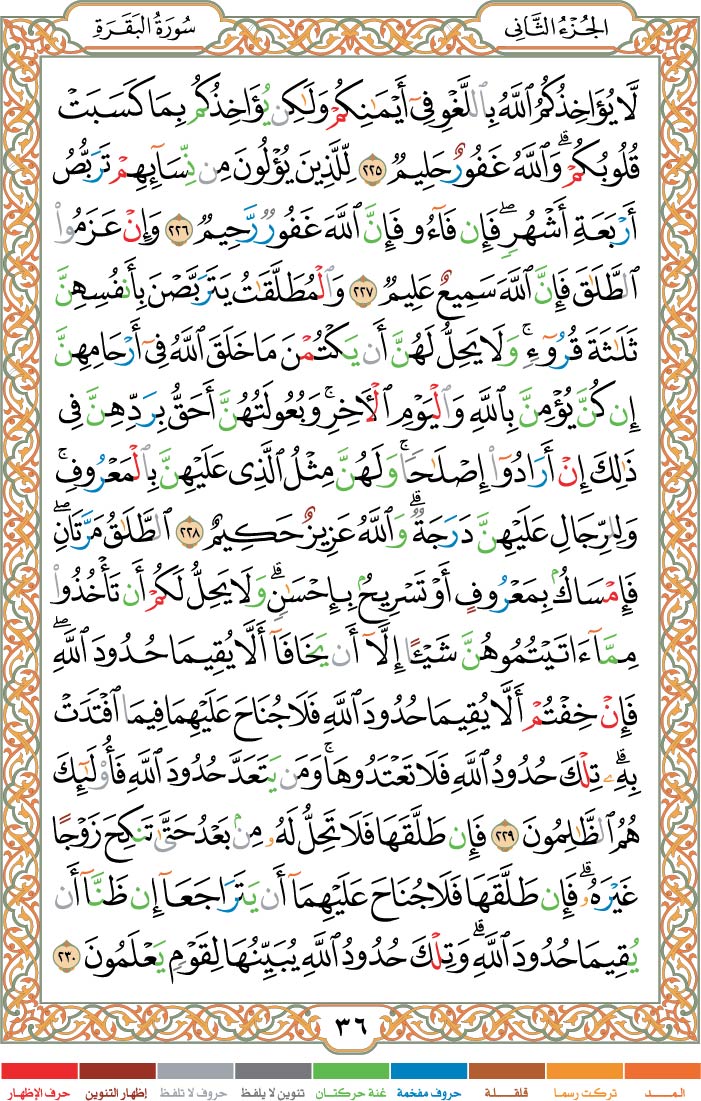 الجُزْءُ الثَّانِي
سُورَةُ البَقَرَةِ
لَّا يُؤَاخِذُكُمُ ٱللَّهُ بِٱللَّغْوِ فِىٓ أَيْمَـٰنِكُمْ وَلَـٰكِن يُؤَاخِذُكُم بِمَا كَسَبَتْ
قُلُوبُكُمْ ۗ وَٱللَّهُ غَفُورٌ حَلِيمٌ ٢٢٥ لِّلَّذِينَ يُؤْلُونَ مِن نِّسَآئِهِمْ تَرَبُّصُ
أَرْبَعَةِ أَشْهُرٍ ۖ فَإِن فَآءُو فَإِنَّ ٱللَّهَ غَفُورٌ رَّحِيمٌ ٢٢٦ وَإِنْ عَزَمُوا۟
ٱلطَّلَـٰقَ فَإِنَّ ٱللَّهَ سَمِيعٌ عَلِيمٌ ٢٢٧ وَٱلْمُطَلَّقَـٰتُ يَتَرَبَّصْنَ بِأَنفُسِهِنَّ
ثَلَـٰثَةَ قُرُوٓءٍ ۚ وَلَا يَحِلُّ لَهُنَّ أَن يَكْتُمْنَ مَا خَلَقَ ٱللَّهُ فِىٓ أَرْحَامِهِنَّ
إِن كُنَّ يُؤْمِنَّ بِٱللَّهِ وَٱلْيَوْمِ ٱلْـَٔاخِرِ ۚ وَبُعُولَتُهُنَّ أَحَقُّ بِرَدِّهِنَّ فِى
ذَٰلِكَ إِنْ أَرَادُوٓا۟ إِصْلَـٰحًا ۚ وَلَهُنَّ مِثْلُ ٱلَّذِى عَلَيْهِنَّ بِٱلْمَعْرُوفِ ۚ
وَلِلرِّجَالِ عَلَيْهِنَّ دَرَجَةٌ ۗ وَٱللَّهُ عَزِيزٌ حَكِيمٌ ٢٢٨ ٱلطَّلَـٰقُ مَرَّتَانِ ۖ
فَإِمْسَاكٌۢ بِمَعْرُوفٍ أَوْ تَسْرِيحٌۢ بِإِحْسَـٰنٍ ۗ وَلَا يَحِلُّ لَكُمْ أَن تَأْخُذُوا۟
مِمَّآ ءَاتَيْتُمُوهُنَّ شَيْـًٔا إِلَّآ أَن يَخَافَآ أَلَّا يُقِيمَا حُدُودَ ٱللَّهِ ۖ
فَإِنْ خِفْتُمْ أَلَّا يُقِيمَا حُدُودَ ٱللَّهِ فَلَا جُنَاحَ عَلَيْهِمَا فِيمَا ٱفْتَدَتْ
بِهِۦ ۗ تِلْكَ حُدُودُ ٱللَّهِ فَلَا تَعْتَدُوهَا ۚ وَمَن يَتَعَدَّ حُدُودَ ٱللَّهِ فَأُو۟لَـٰٓئِكَ
هُمُ ٱلظَّـٰلِمُونَ ٢٢٩ فَإِن طَلَّقَهَا فَلَا تَحِلُّ لَهُۥ مِنۢ بَعْدُ حَتَّىٰ تَنكِحَ زَوْجًا
غَيْرَهُۥ ۗ فَإِن طَلَّقَهَا فَلَا جُنَاحَ عَلَيْهِمَآ أَن يَتَرَاجَعَآ إِن ظَنَّآ أَن
يُقِيمَا حُدُودَ ٱللَّهِ ۗ وَتِلْكَ حُدُودُ ٱللَّهِ يُبَيِّنُهَا لِقَوْمٍ يَعْلَمُونَ ٢٣٠
٣٦
المــد تركت رسما قلقلة حروف مفخمة غنة حركتان تنوين لا يلفظ حروف لا تلفظ إظهار التنوين حرف الإظهار